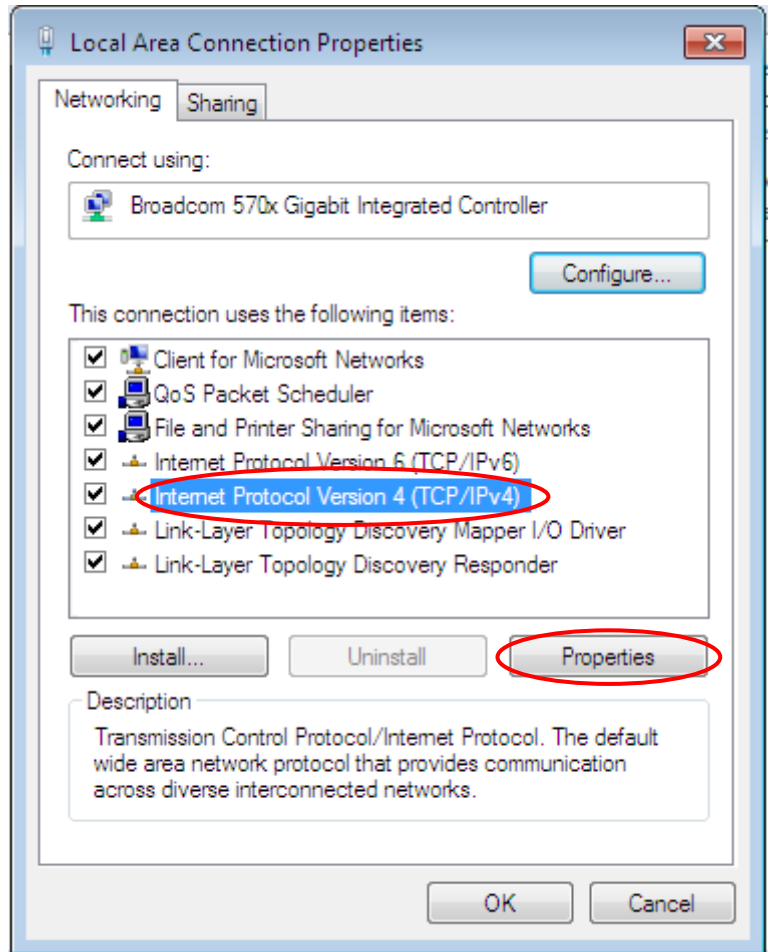 Local Area Connection Properties
Networking
Sharing
Connect using:
Broadcom 570x Gigabit Integrated Controller
Configure...
This connection uses the following items:
Client for Microsoft Networks
QoS Packet Scheduler
File and Printer Sharing for Microsoft Networks
Internet Protocol Version 6 (TCP/IPv6)
Internet Protocol Version 4 (TCP/IPv4)
Link-Layer Topology Discovery Mapper I/O Driver
Link-Layer Topology Discovery Responder
Install...
Uninstall
Properties
Description
Transmission Control Protocol/Internet Protocol. The default
wide area network protocol that provides communication
across diverse interconnected networks.
OK
Cancel